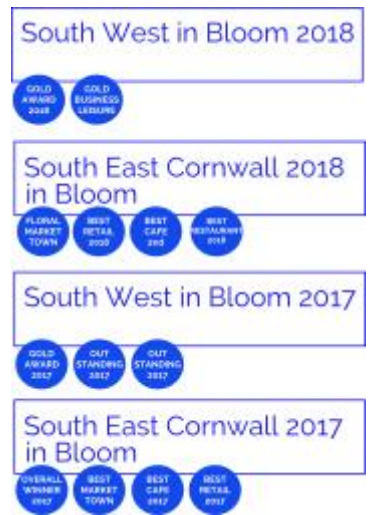 South West in Bloom 2018
GOLD AWARD 2018
GOLD BUSINESS LEISURE
South East Cornwall 2018
in Bloom
FLORAL MARKET TOWN
BEST RETAIL 2018
BEST CAFE 2nd
BEST RESTAURANT 2018
South West in Bloom 2017
GOLD AWARD 2017
OUT STANDING 2017
OUT STANDING 2017
South East Cornwall 2017
in Bloom
OVERALL WINNER 2017
BEST MARKET TOWN
BEST CAFE 2017
BEST RETAIL 2017